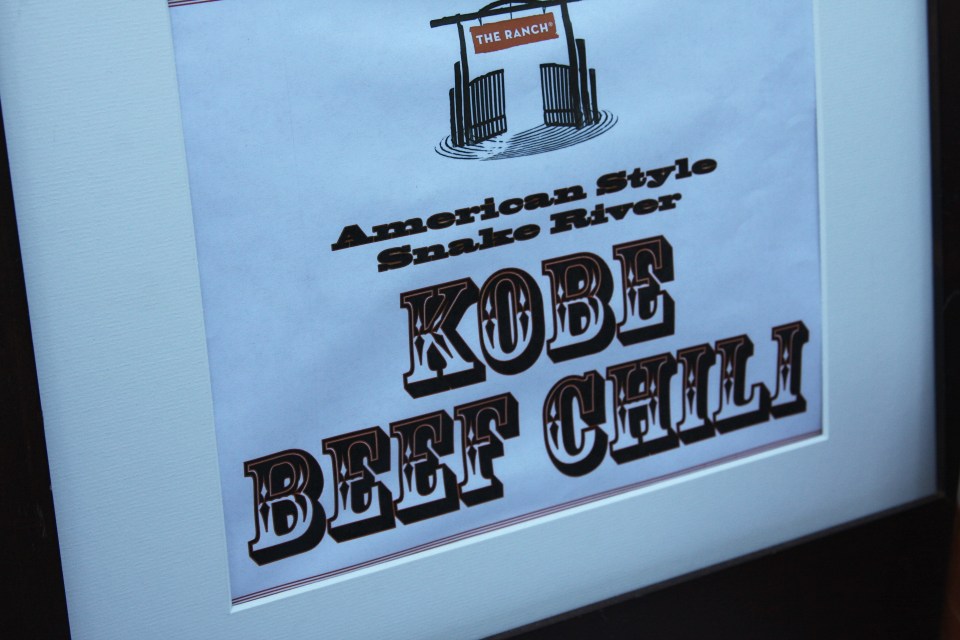 THE RANCH®
American Style
Snake River
KOBE
BEEF CHILI